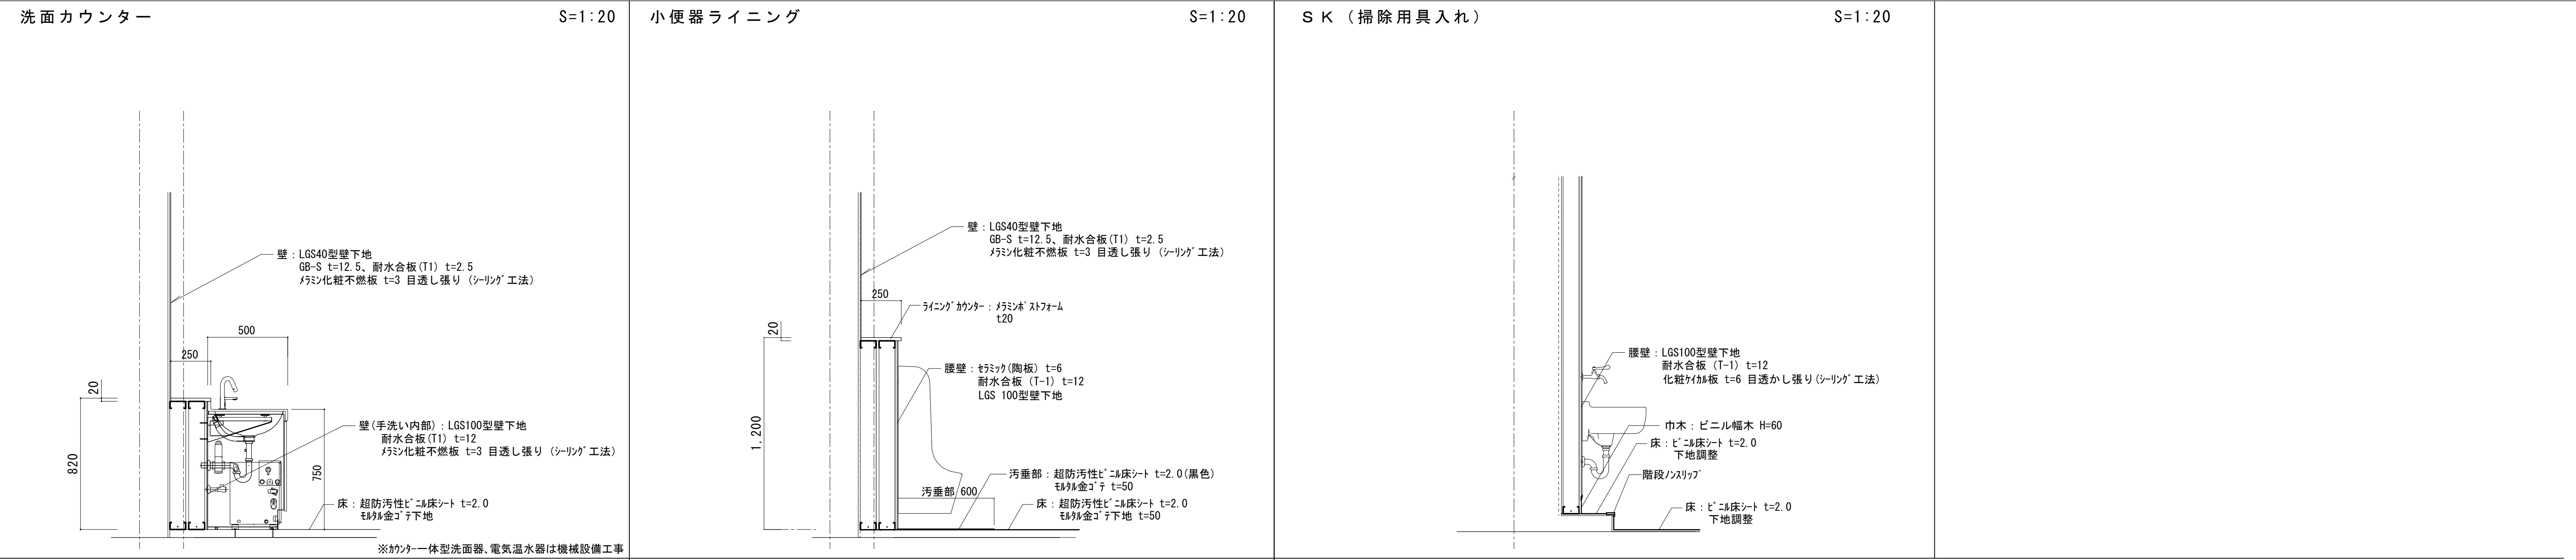 洗面カウンター S=1:20
壁：LGS40型壁下地
GB-S t=12.5、耐水合板(T1) t=2.5
ﾒﾗﾐﾝ化粧不燃板 t=3 目透し張り（ｼｰﾘﾝｸﾞ工法）
500
250
20
820
750
壁(手洗い内部)：LGS100型壁下地
耐水合板(T1) t=12
ﾒﾗﾐﾝ化粧不燃板 t=3 目透し張り（ｼｰﾘﾝｸﾞ工法）
床：超防汚性ﾋﾞﾆﾙ床ｼｰﾄ t=2.0
ﾓﾙﾀﾙ金ｺﾞﾃ下地
※ｶｳﾝﾀｰ一体型洗面器､電気温水器は機械設備工事
小便器ライニング S=1:20
壁：LGS40型壁下地
GB-S t=12.5、耐水合板(T1) t=2.5
ﾒﾗﾐﾝ化粧不燃板 t=3 目透し張り（ｼｰﾘﾝｸﾞ工法）
250
ﾗｲﾆﾝｸﾞｶｳﾝﾀｰ：ﾒﾗﾐﾝﾎﾟｽﾄﾌｫｰﾑ
t20
20
1,200
腰壁：ｾﾗﾐｯｸ(陶板) t=6
耐水合板（T-1）t=12
LGS 100型壁下地
汚垂部：超防汚性ﾋﾞﾆﾙ床ｼｰﾄ t=2.0(黒色)
ﾓﾙﾀﾙ金ｺﾞﾃ t=50
汚垂部 600
床：超防汚性ﾋﾞﾆﾙ床ｼｰﾄ t=2.0
ﾓﾙﾀﾙ金ｺﾞﾃ下地 t=50
ＳＫ（掃除用具入れ） S=1:20
腰壁：LGS100型壁下地
耐水合板（T-1）t=12
化粧ｹｲｶﾙ板 t=6 目透かし張り(ｼｰﾘﾝｸﾞ工法)
巾木：ビニル幅木 H=60
床：ﾋﾞﾆﾙ床ｼｰﾄ t=2.0
下地調整
階段ﾉﾝｽﾘｯﾌﾟ
床：ﾋﾞﾆﾙ床ｼｰﾄ t=2.0
下地調整